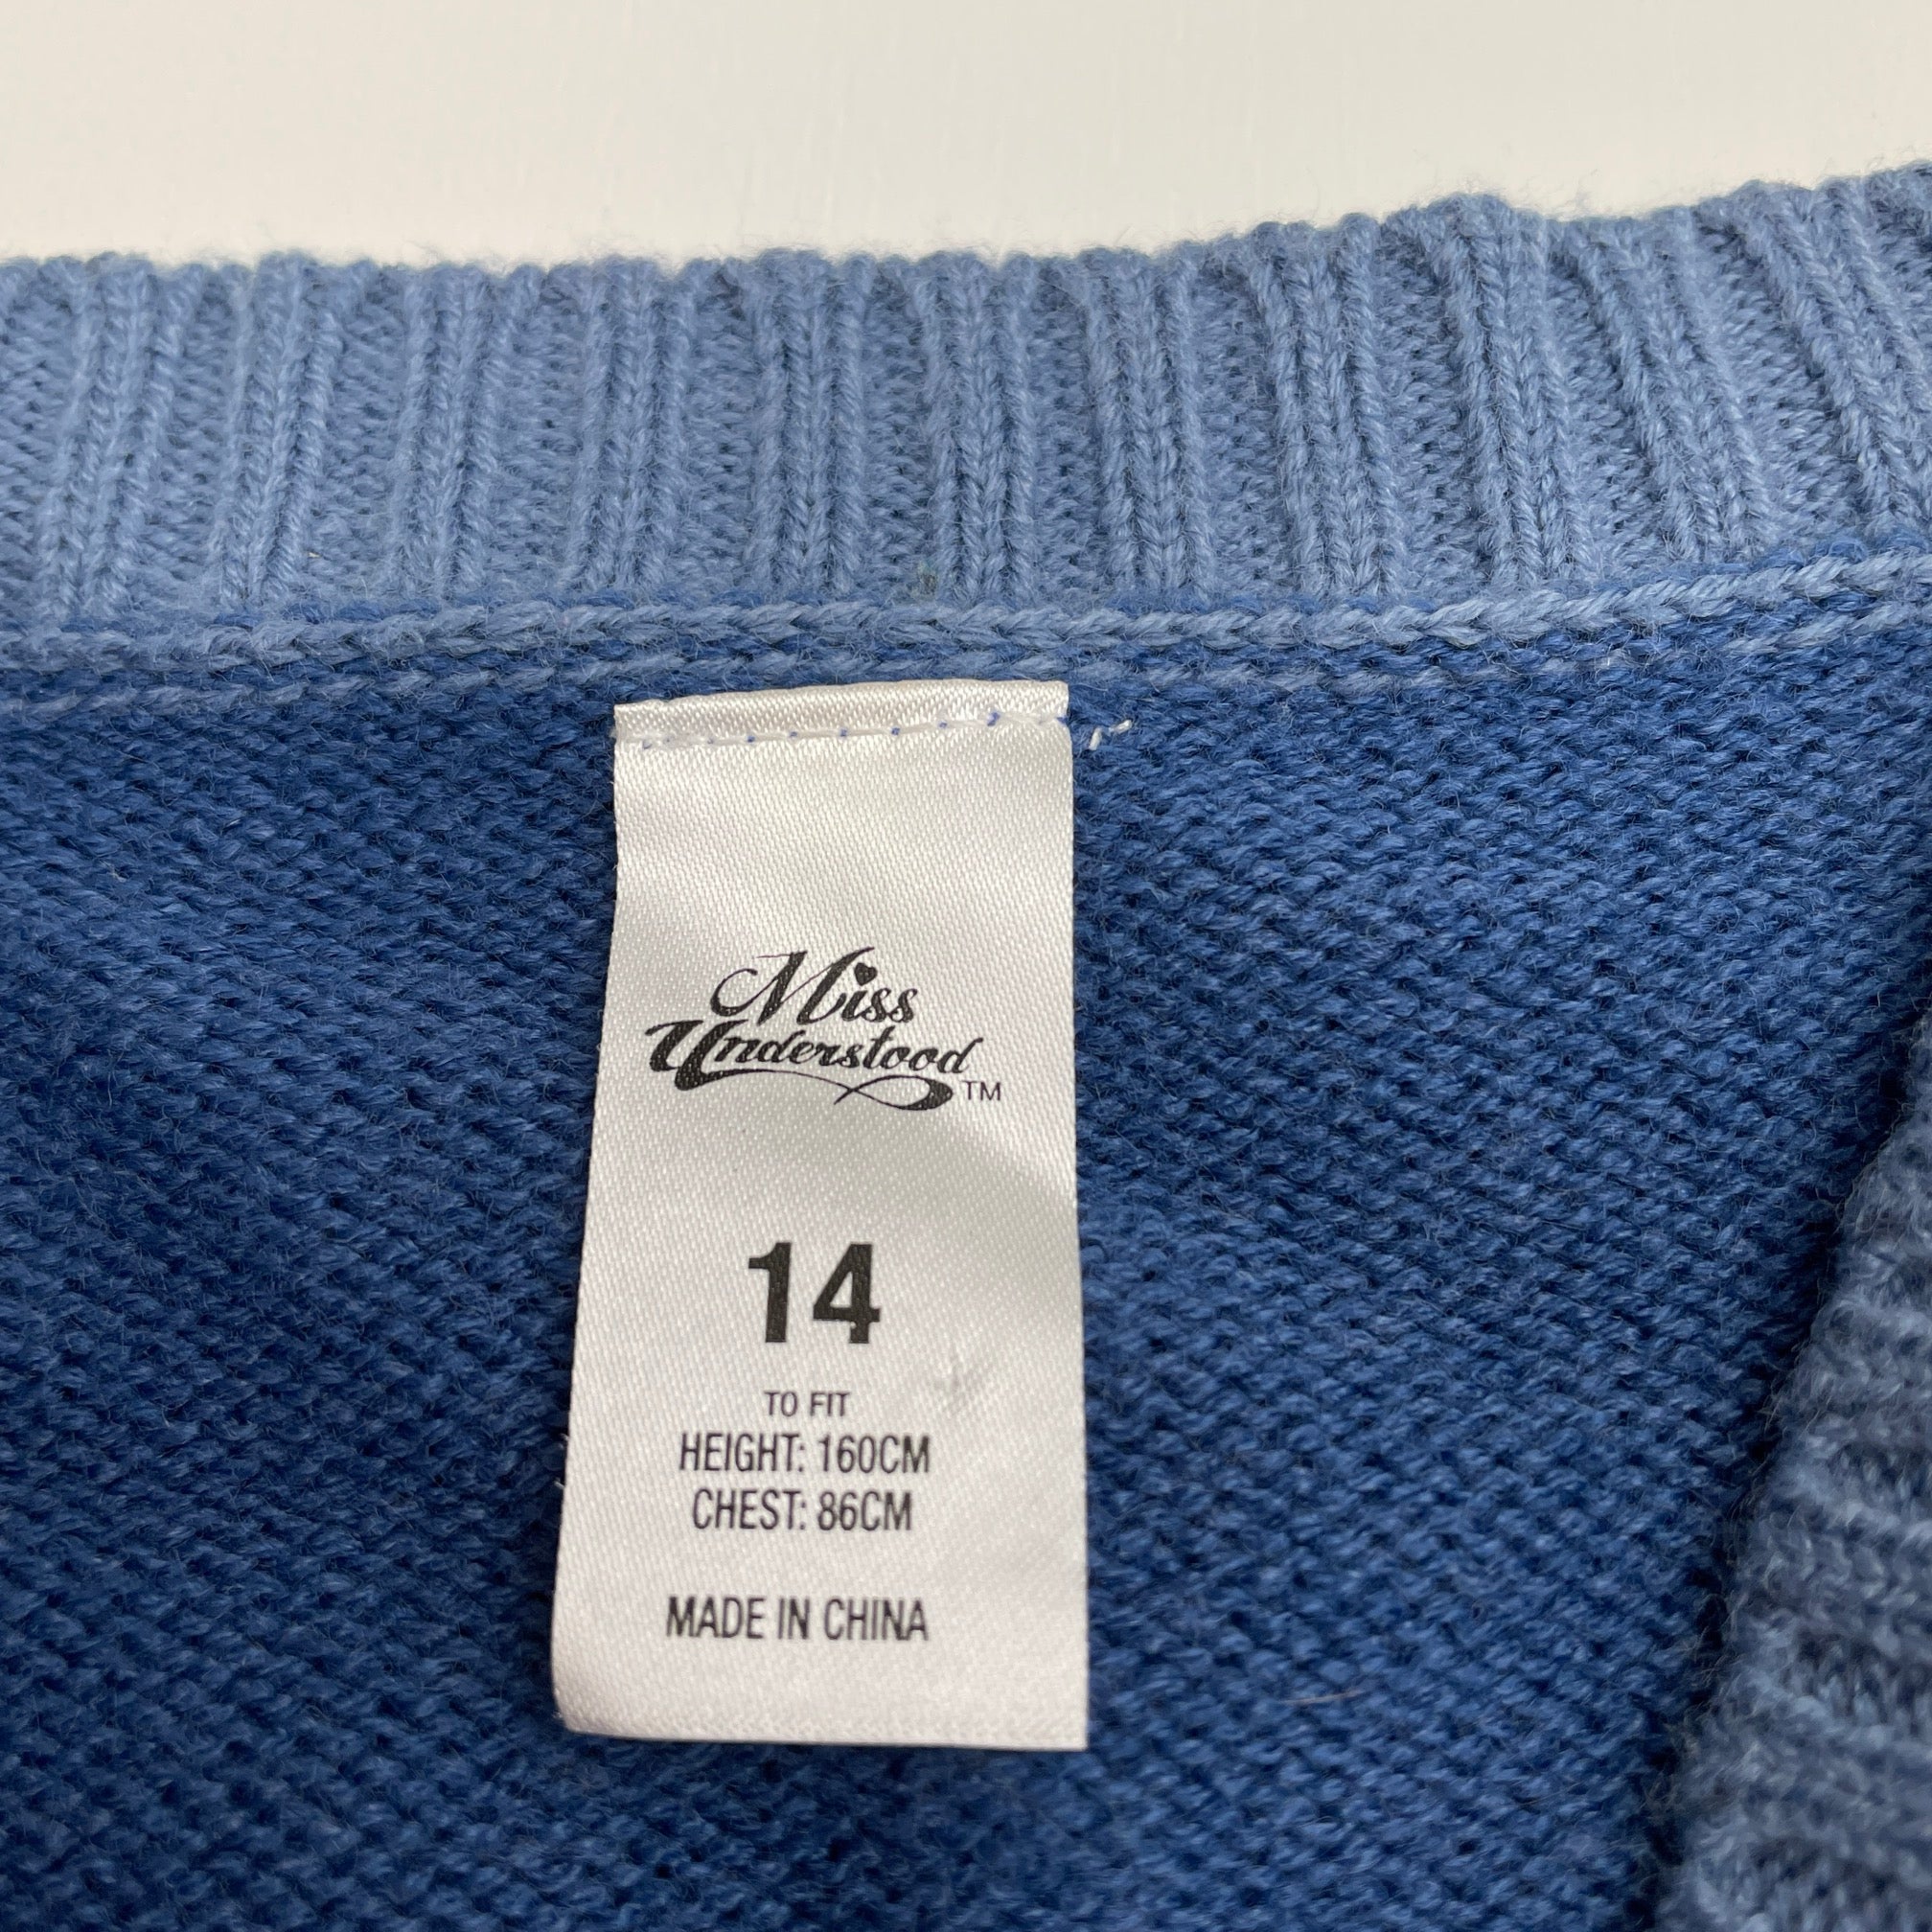 Miss
Understood
TM
14
TO FIT
HEIGHT: 160CM
CHEST: 86CM
MADE IN CHINA